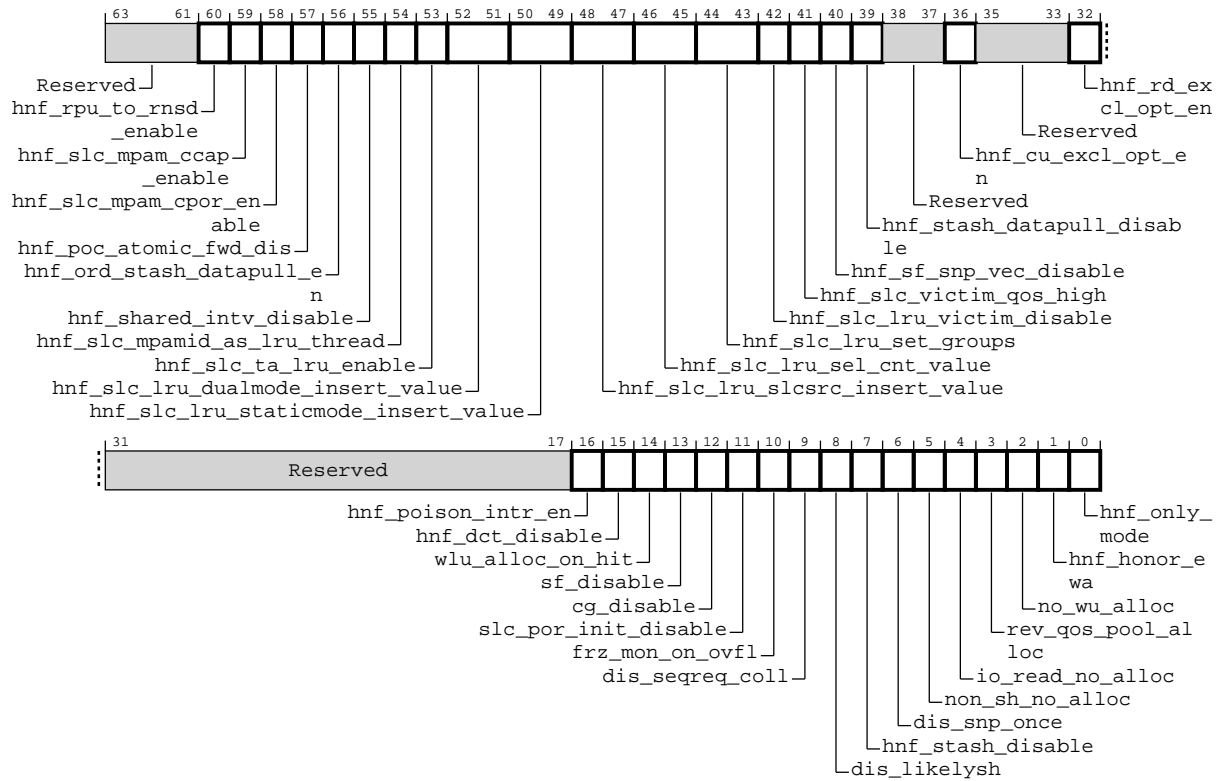 63 61 60 59 58 57 56 55 54 53 52 51 50 49 48 47 46 45 44 43 42 41 40 39 38 37 36 35 33 32
Reserved
hnf_rpu_to_rnsd
_enable
hnf_slc_mpam_ccap
_enable
hnf_slc_mpam_cpor_en
able
hnf_poc_atomic_fwd_dis
hnf_ord_stash_datapull_e
n
hnf_shared_intv_disable
hnf_slc_mpamid_as_lru_thread
hnf_slc_ta_lru_enable
hnf_slc_lru_dualmode_insert_value
hnf_slc_lru_staticmode_insert_value
hnf_rd_ex
cl_opt_en
Reserved
hnf_cu_excl_opt_e
n
Reserved
hnf_stash_datapull_disab
le
hnf_sf_snp_vec_disable
hnf_slc_victim_qos_high
hnf_slc_lru_victim_disable
hnf_slc_lru_set_groups
hnf_slc_lru_sel_cnt_value
hnf_slc_lru_slcsrc_insert_value
31 17 16 15 14 13 12 11 10 9 8 7 6 5 4 3 2 1 0
Reserved
hnf_poison_intr_en
hnf_dct_disable
wlu_alloc_on_hit
sf_disable
cg_disable
slc_por_init_disable
frz_mon_on_ovfl
dis_seqreq_coll
hnf_only_
mode
hnf_honor_e
wa
no_wu_alloc
rev_qos_pool_al
loc
io_read_no_alloc
non_sh_no_alloc
dis_snp_once
hnf_stash_disable
dis_likelysh